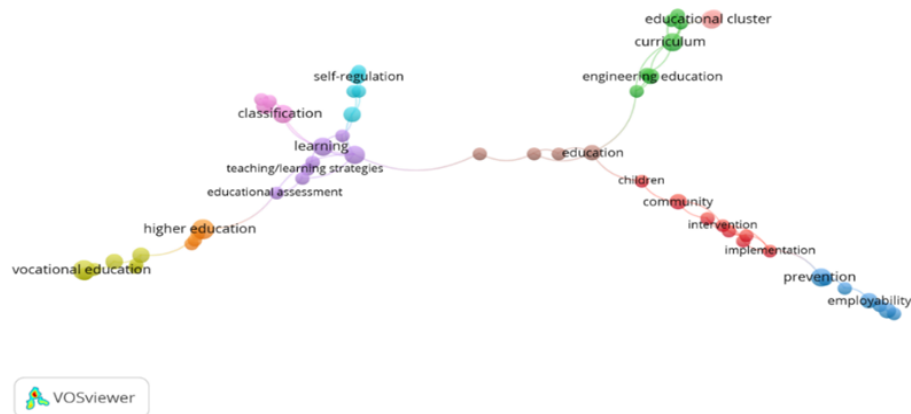 educational cluster
curriculum
self-regulation
engineering education
classification
learning
education
teaching/learning strategies
children
educational assessment
community
higher education
intervention
implementation
vocational education
prevention
employability
VOSviewer